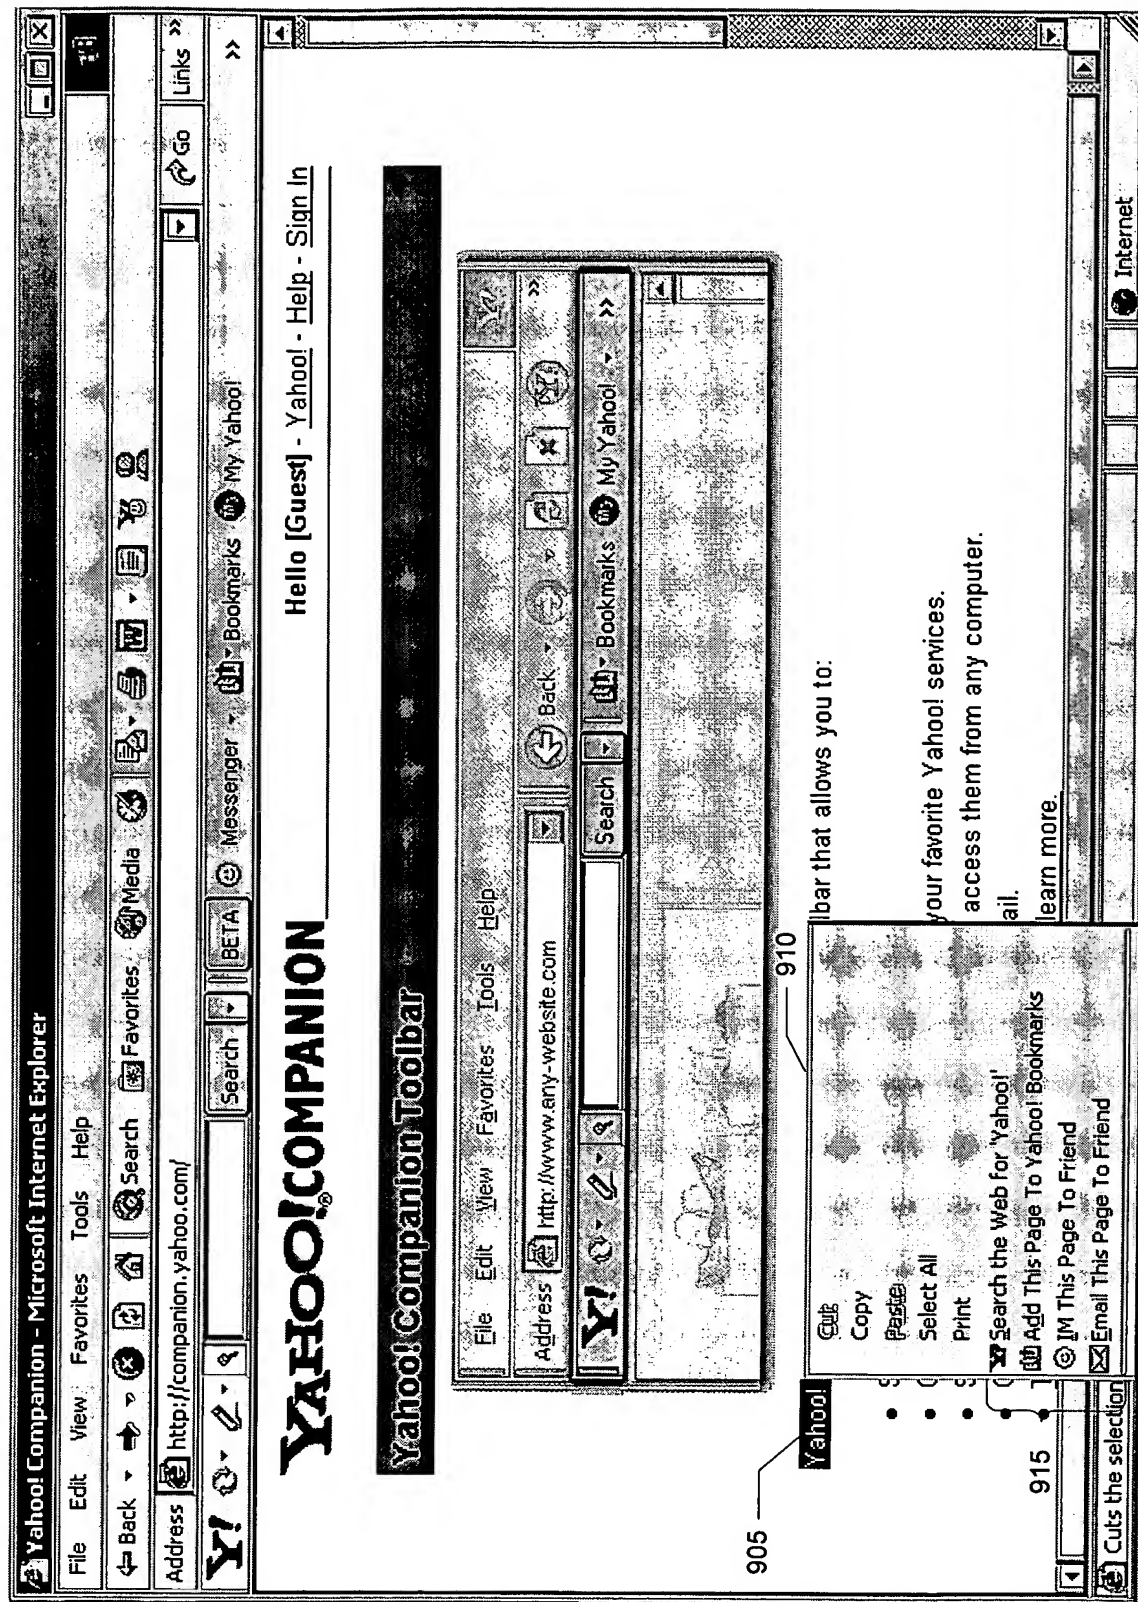 Yahoo! Companion - Microsoft Internet Explorer
File Edit View Favorites Tools Help
Back Search Favorites Media
Address http://companion.yahoo.com/ Go Links »
Y! Search BETA Messenger Bookmarks My Yahoo! »
YAHOO!® COMPANION Hello [Guest] - Yahoo! - Help - Sign In
Yahoo! Companion Toolbar
File Edit View Favorites Tools Help
Address http://www.any-website.com Back »
Y! Search Bookmarks My Yahoo! »
905
910
Yahoo! lbar that allows you to:
Cut
Copy
Paste
Select All
Print
Search the Web for 'Yahoo!'
Add This Page To Yahoo! Bookmarks
IM This Page To Friend
Email This Page To Friend
your favorite Yahoo! services.
access them from any computer.
ail.
learn more.
915
Cuts the selection Internet